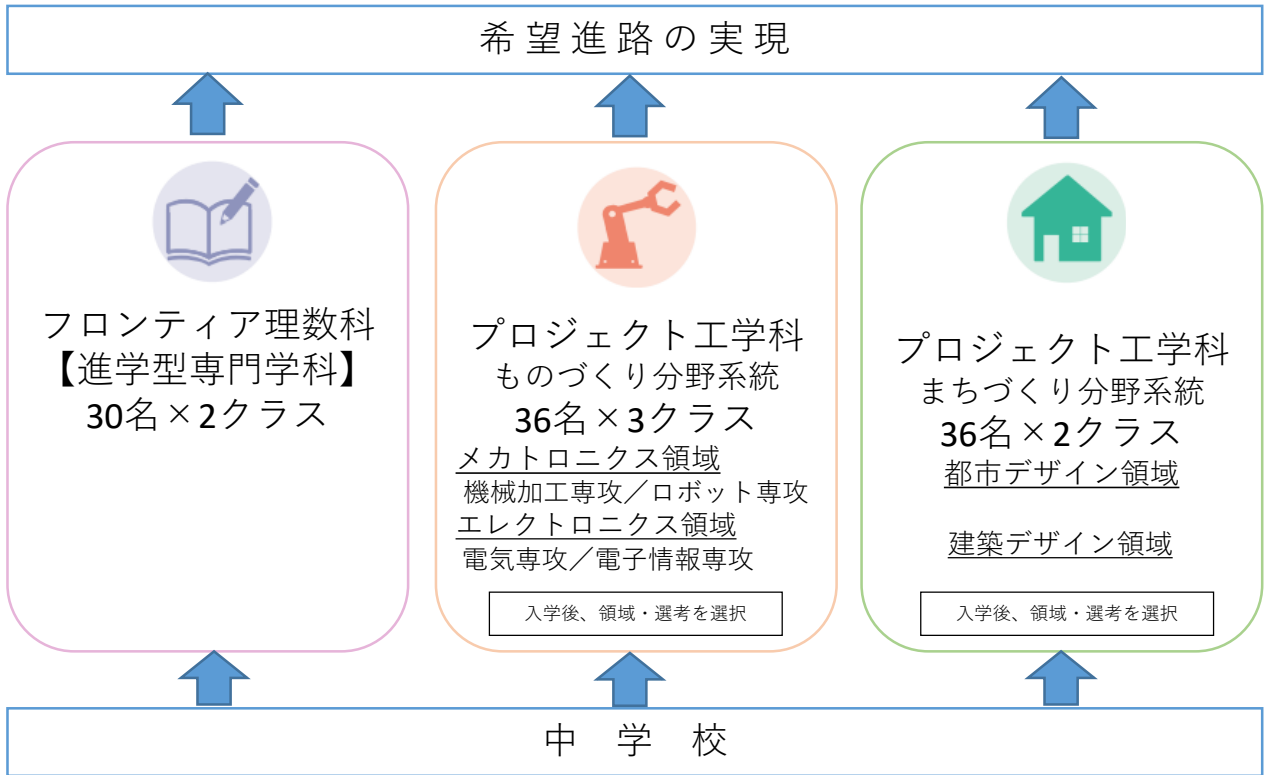 希望進路の実現
フロンティア理数科
【進学型専門学科】
30名×2クラス
プロジェクト工学科
ものづくり分野系統
36名×3クラス
メカトロニクス領域
機械加工専攻／ロボット専攻
エレクトロニクス領域
電気専攻／電子情報専攻
入学後、領域・選考を選択
プロジェクト工学科
まちづくり分野系統
36名×2クラス
都市デザイン領域
建築デザイン領域
入学後、領域・選考を選択
中学校